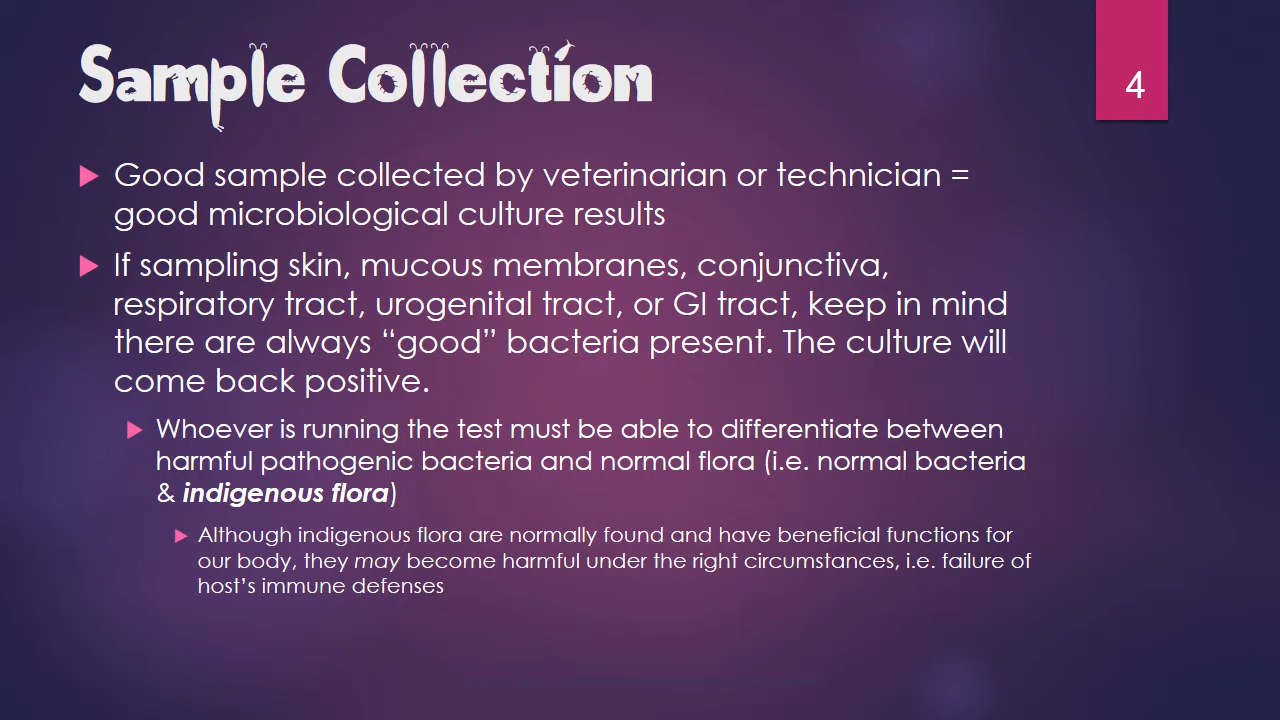 Sample Collection
4
Good sample collected by veterinarian or technician =
good microbiological culture results
If sampling skin, mucous membranes, conjunctiva,
respiratory tract, urogenital tract, or GI tract, keep in mind
there are always “good” bacteria present. The culture will
come back positive.
Whoever is running the test must be able to differentiate between
harmful pathogenic bacteria and normal flora (i.e. normal bacteria
& indigenous flora)
Although indigenous flora are normally found and have beneficial functions for
our body, they may become harmful under the right circumstances, i.e. failure of
host’s immune defenses